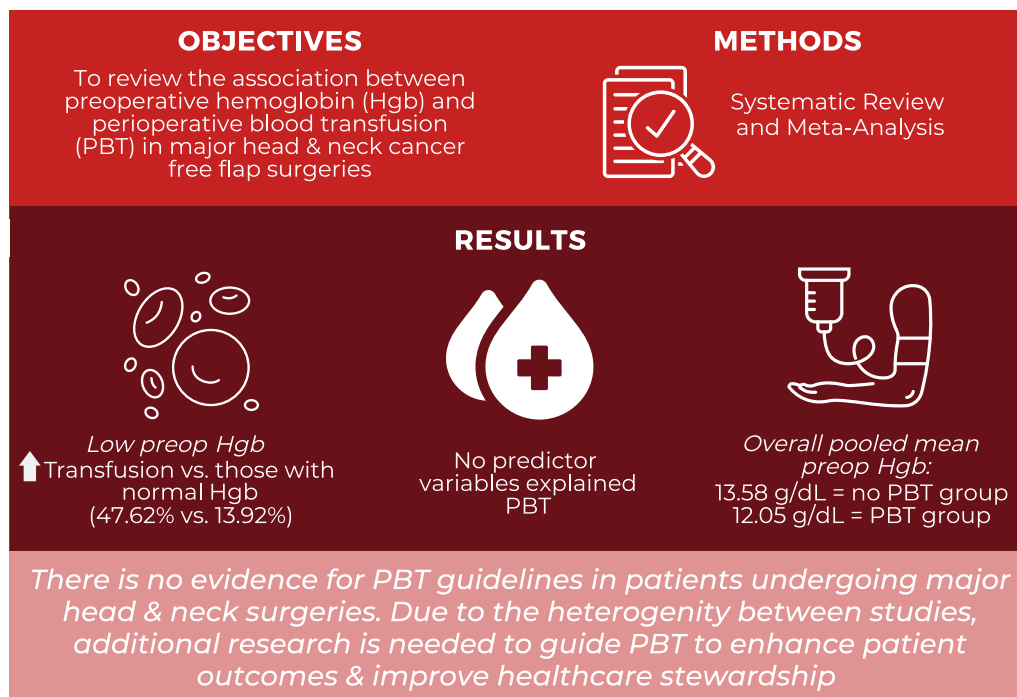 OBJECTIVES
To review the association between
preoperative hemoglobin (Hgb) and
perioperative blood transfusion
(PBT) in major head & neck cancer
free flap surgeries
METHODS
Systematic Review
and Meta-Analysis
RESULTS
Low preop Hgb
Transfusion vs. those with
normal Hgb
(47.62% vs. 13.92%)
No predictor
variables explained
PBT
Overall pooled mean
preop Hgb:
13.58 g/dL = no PBT group
12.05 g/dL = PBT group
There is no evidence for PBT guidelines in patients undergoing major
head & neck surgeries. Due to the heterogenity between studies,
additional research is needed to guide PBT to enhance patient
outcomes & improve healthcare stewardship